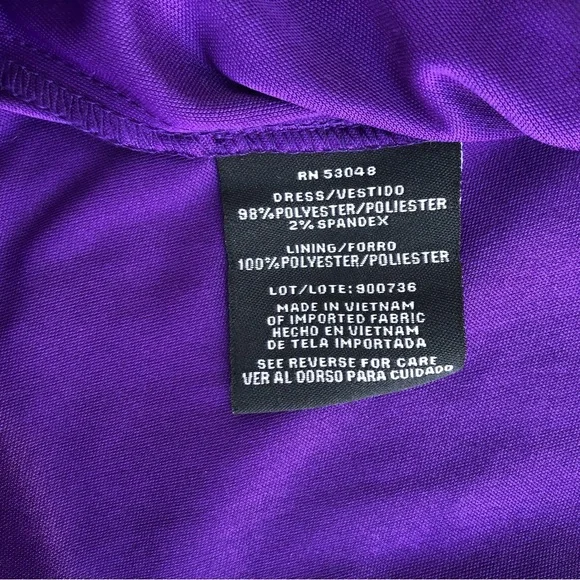 RN 53048
DRESS/VESTIDO
98%POLYESTER/POLIESTER
2% SPANDEX
LINING/FORRO
100%POLYESTER/POLIESTER
LOT/LOTE: 900736
MADE IN VIETNAM
OF IMPORTED FABRIC
HECHO EN VIETNAM
DE TELA IMPORTADA
SEE REVERSE FOR CARE
VER AL DORSO PARA CUIDADO